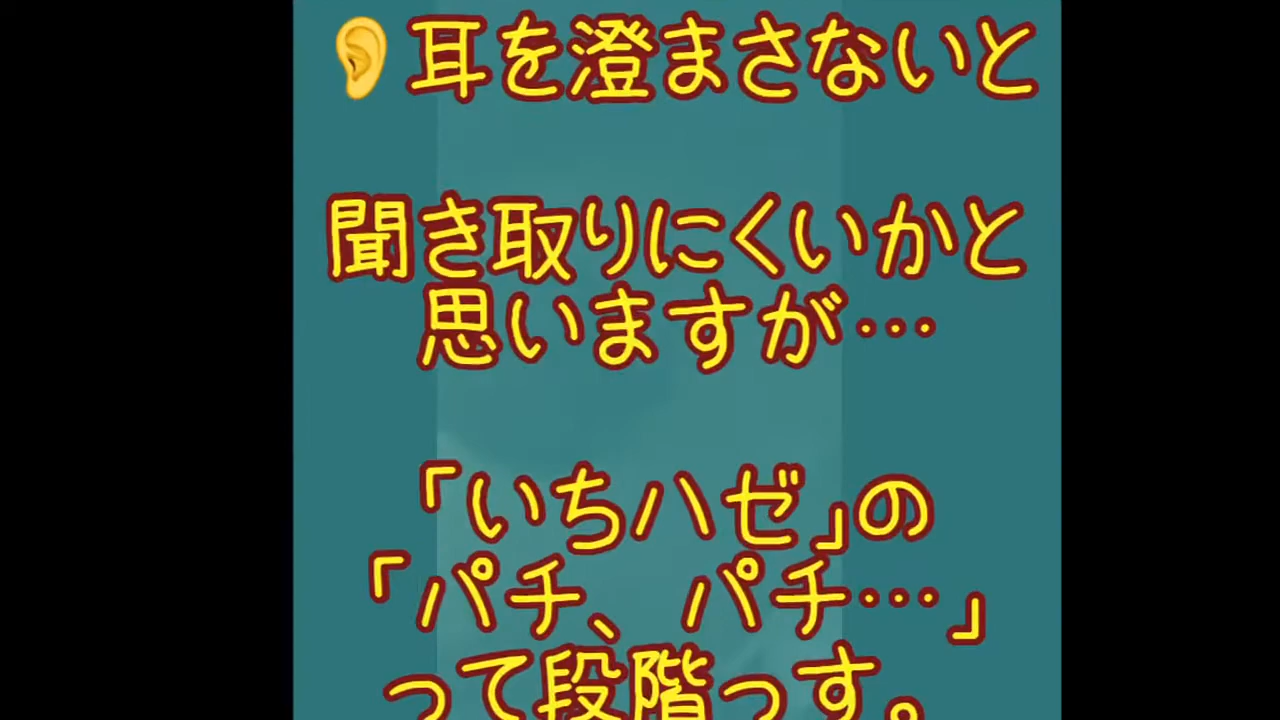 👂耳を澄まさないと
聞き取りにくいかと
思いますが…
「いちハゼ」の
「パチ、パチ…」
って段階っす。